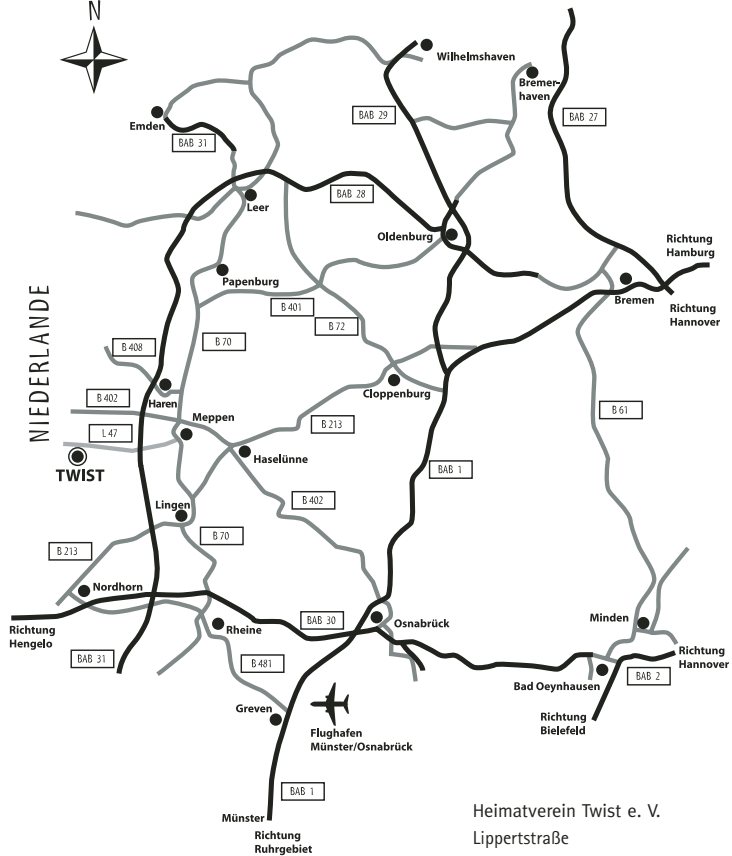 N
Wilhelmshaven
Bremer-
haven
BAB 29
BAB 27
Emden
BAB 31
BAB 28
Leer
Oldenburg
Richtung
Hamburg
Papenburg
Bremen
Richtung
Hannover
B 401
B 72
B 70
B 408
NIEDERLANDE
Haren
Cloppenburg
B 402
Meppen
B 213
B 61
L 47
Haselünne
TWIST
BAB 1
B 402
Lingen
B 70
B 213
Nordhorn
BAB 30
Osnabrück
Minden
Richtung
Hengelo
Rheine
BAB 31
B 481
Richtung
Hannover
BAB 2
Bad Oeynhausen
Greven
Richtung
Bielefeld
Flughafen
Münster/Osnabrück
BAB 1
Münster
Richtung
Ruhrgebiet
Heimatverein Twist e. V.
Lippertstraße